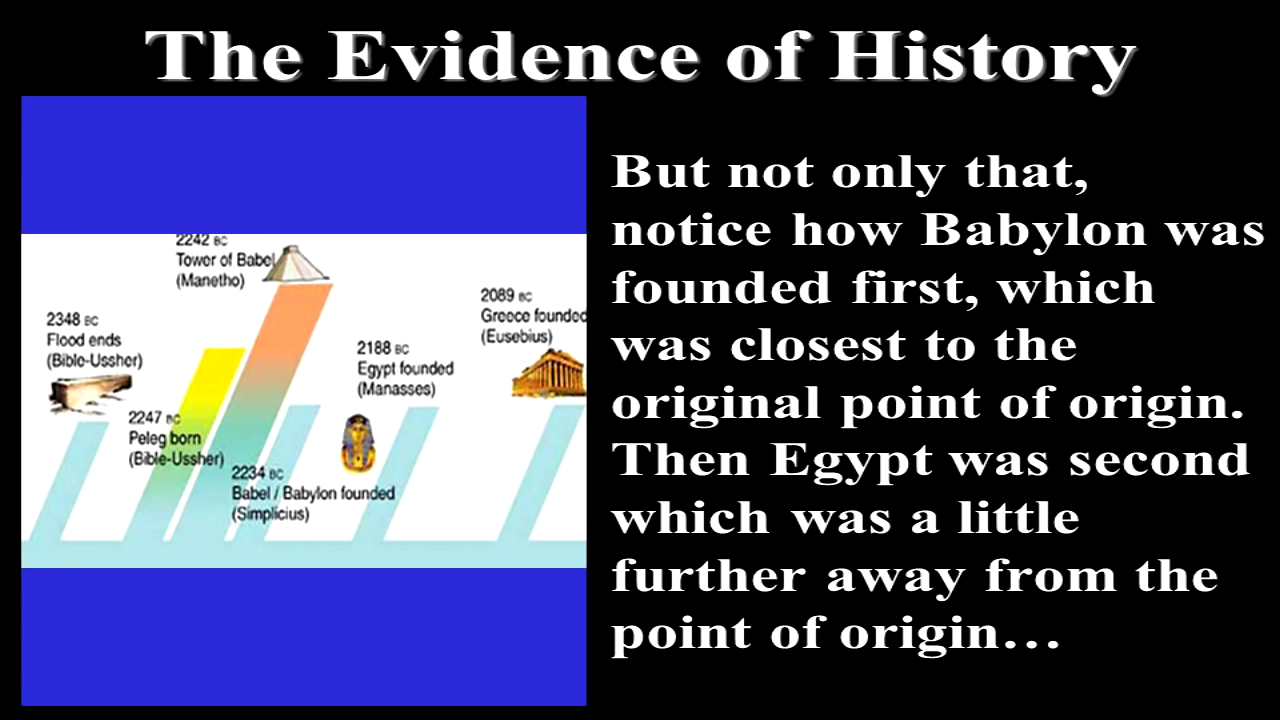 The Evidence of History
2242 BC
Tower of Babel
(Manetho)
2348 BC
Flood ends
(Bible-Ussher)
2247 BC
Peleg born
(Bible-Ussher)
2234 BC
Babel / Babylon founded
(Simplicius)
2188 BC
Egypt founded
(Manasses)
2089 BC
Greece founded
(Eusebius)
But not only that,
notice how Babylon was
founded first, which
was closest to the
original point of origin.
Then Egypt was second
which was a little
further away from the
point of origin…